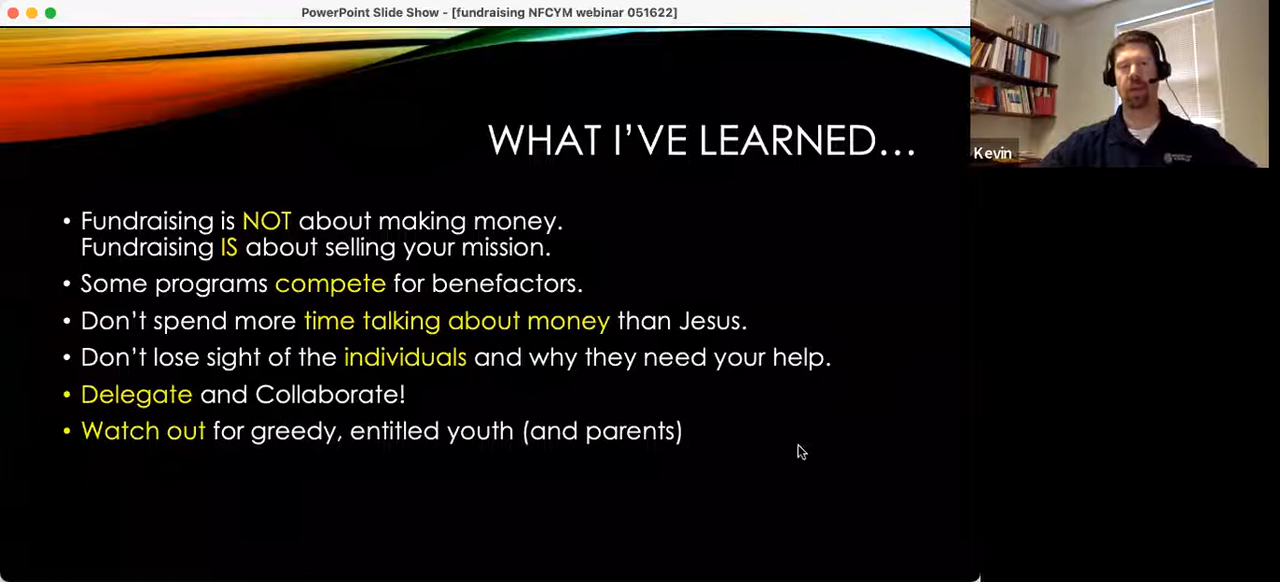 PowerPoint Slide Show - [fundraising NFCYM webinar 051622]
WHAT I'VE LEARNED…
• Fundraising is NOT about making money.
Fundraising IS about selling your mission.
• Some programs compete for benefactors.
• Don't spend more time talking about money than Jesus.
• Don't lose sight of the individuals and why they need your help.
• Delegate and Collaborate!
• Watch out for greedy, entitled youth (and parents)
Kevin